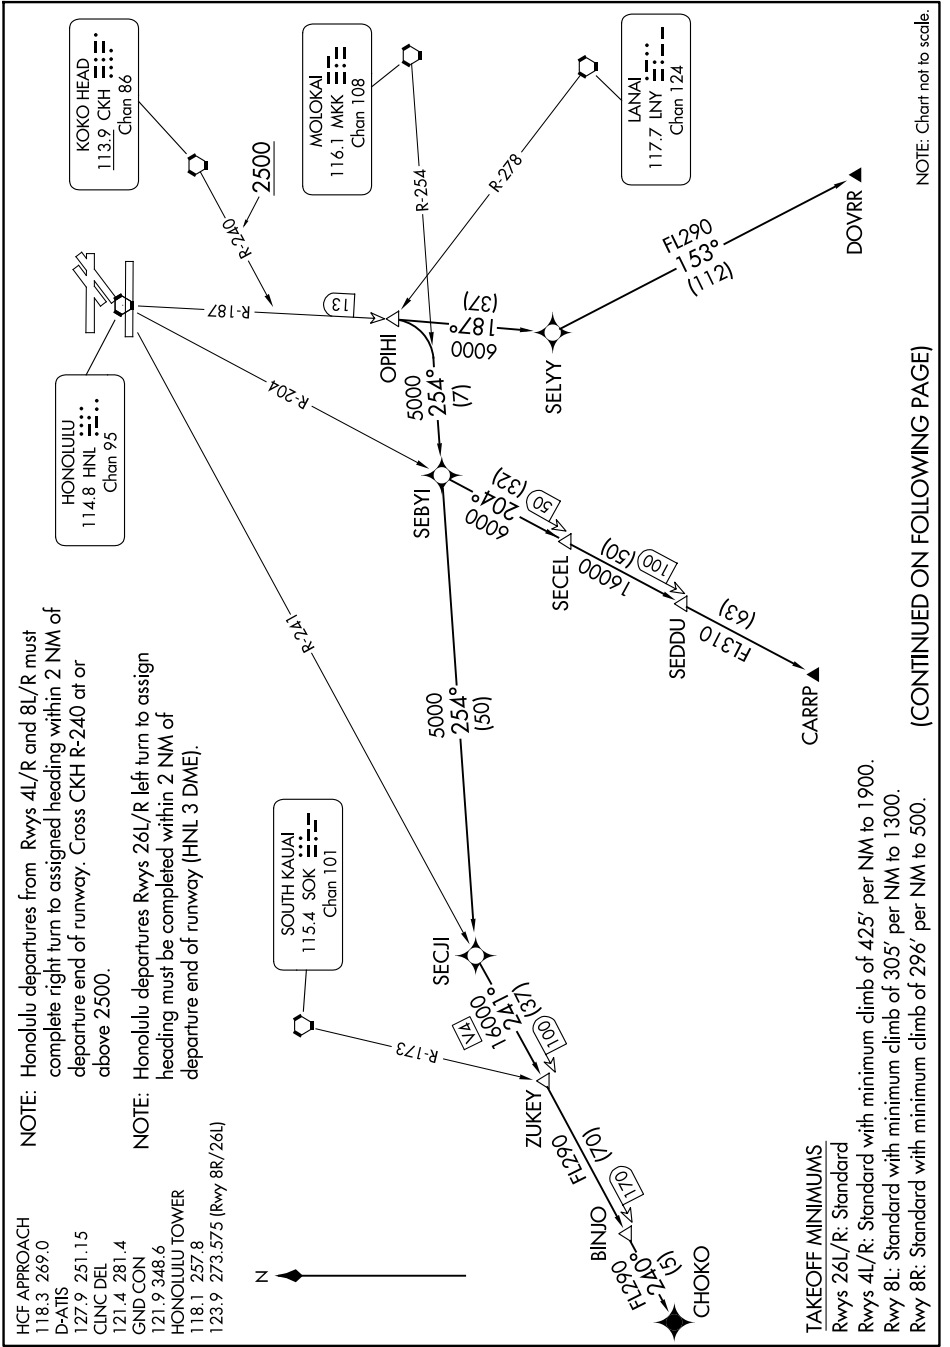 HCF APPROACH
118.3 269.0
D-ATIS
127.9 251.15
CLNC DEL
121.4 281.4
GND CON
121.9 348.6
HONOLULU TOWER
118.1 257.8
123.9 273.575 (Rwy 8R/26L)
NOTE: Honolulu departures from Rwys 4L/R and 8L/R must
complete right turn to assigned heading within 2 NM of
departure end of runway. Cross CKH R-240 at or
above 2500.
NOTE: Honolulu departures Rwys 26L/R left turn to assign
heading must be completed within 2 NM of
departure end of runway (HNL 3 DME).
N
HONOLULU
114.8 HNL
Chan 95
KOKO HEAD
113.9 CKH
Chan 86
R-240
2500
MOLOKAI
116.1 MKK
Chan 108
R-254
LANAI
117.7 LNY
Chan 124
R-278
R-187
13
OPIHI
R-204
R-241
5000
254°
(7)
6000
187°
(37)
SELYY
FL290
153°
(112)
DOVRR
SEBYI
6000
204°
(32)
50
SECEL
16000
(50)
100
SEDDU
FL310
(63)
CARRP
5000
254°
(50)
SECJI
SOUTH KAUAI
115.4 SOK
Chan 101
R-173
V4
16000
241°
(37)
100
ZUKEY
FL290
(70)
170
BINJO
FL290
240°
(5)
CHOKO
TAKEOFF MINIMUMS
Rwys 26L/R: Standard
Rwys 4L/R: Standard with minimum climb of 425' per NM to 1900.
Rwy 8L: Standard with minimum climb of 305' per NM to 1300.
Rwy 8R: Standard with minimum climb of 296' per NM to 500.
(CONTINUED ON FOLLOWING PAGE)
NOTE: Chart not to scale.